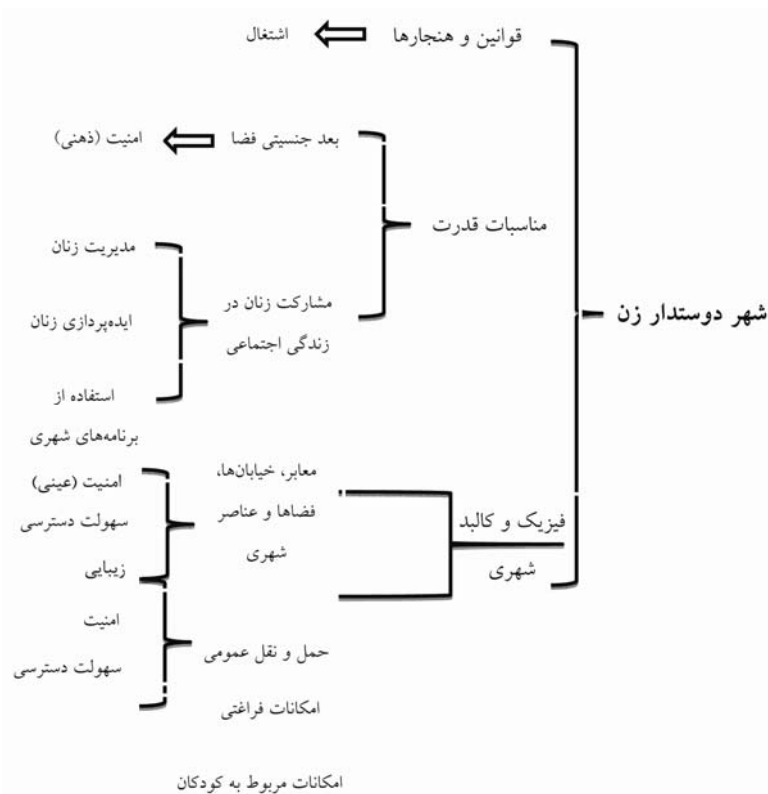 قوانین و هنجارها
اشتغال
بعد جنسیتی فضا
امنیت (ذهنی)
مناسبات قدرت
مدیریت زنان
مشارکت زنان در
زندگی اجتماعی
ایده‌پردازی زنان
استفاده از
برنامه‌های شهری
شهر دوستدار زن
فیزیک و کالبد
شهری
معابر، خیابان‌ها،
فضاها و عناصر
شهری
امنیت (عینی)
سهولت دسترسی
زیبایی
حمل و نقل عمومی
امنیت
سهولت دسترسی
امکانات فراغتی
امکانات مربوط به کودکان